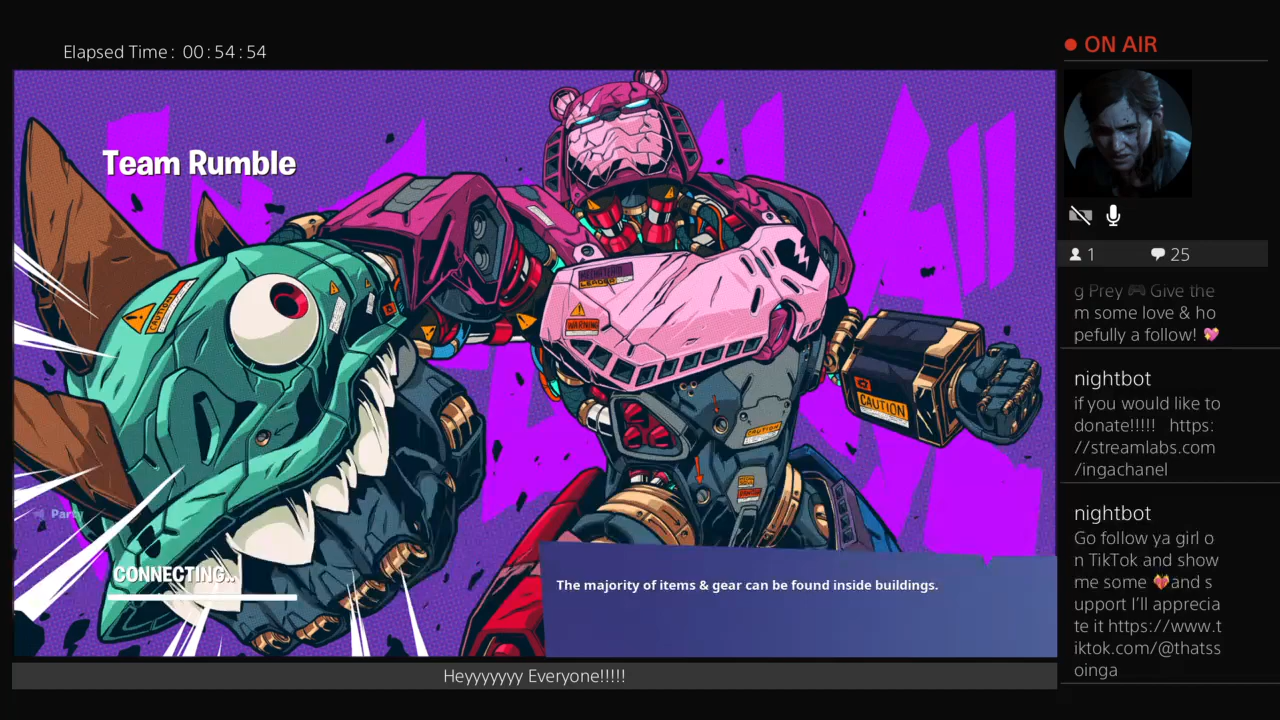 Elapsed Time: 00:54:54
ON AIR
Team Rumble
1
25
g Prey 🎮 Give the
m some love & ho
pefully a follow! 💖
nightbot
if you would like to
donate!!!!! https:
//streamlabs.com
/ingachanel
nightbot
Go follow ya girl o
n TikTok and show
me some 💖and s
upport I'll apprecia
te it https://www.t
iktok.com/@thatss
oinga
CAUTION
WARNING
CAUTION
Party
CONNECTING..
The majority of items & gear can be found inside buildings.
Heyyyyyyy Everyone!!!!!